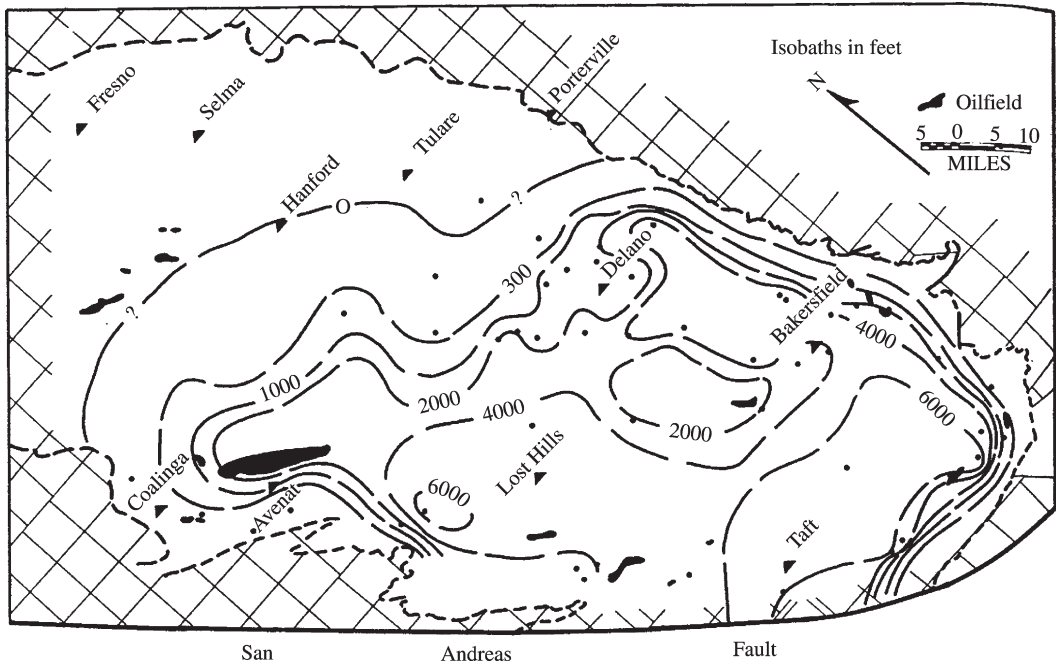 Isobaths in feet
N
Oilfield
5 0 5 10
MILES
Fresno
Selma
Porterville
Tulare
Hanford
O
?
?
300
Delano
Bakersfield
4000
1000
2000
4000
2000
6000
6000
Coalinga
Avenat
Lost Hills
Taft
San Andreas Fault